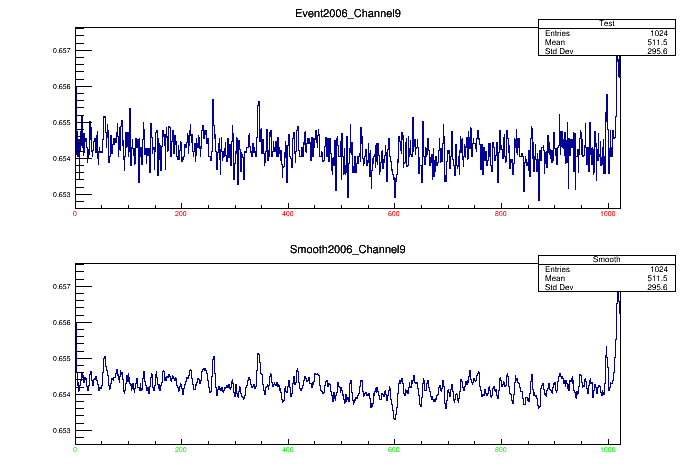 Event2006_Channel9
Test
Entries 1024
Mean 511.5
Std Dev 295.6
0.657
0.656
0.655
0.654
0.653
0 200 400 600 800 1000
Smooth2006_Channel9
Smooth
Entries 1024
Mean 511.5
Std Dev 295.6
0.657
0.656
0.655
0.654
0.653
0 200 400 600 800 1000